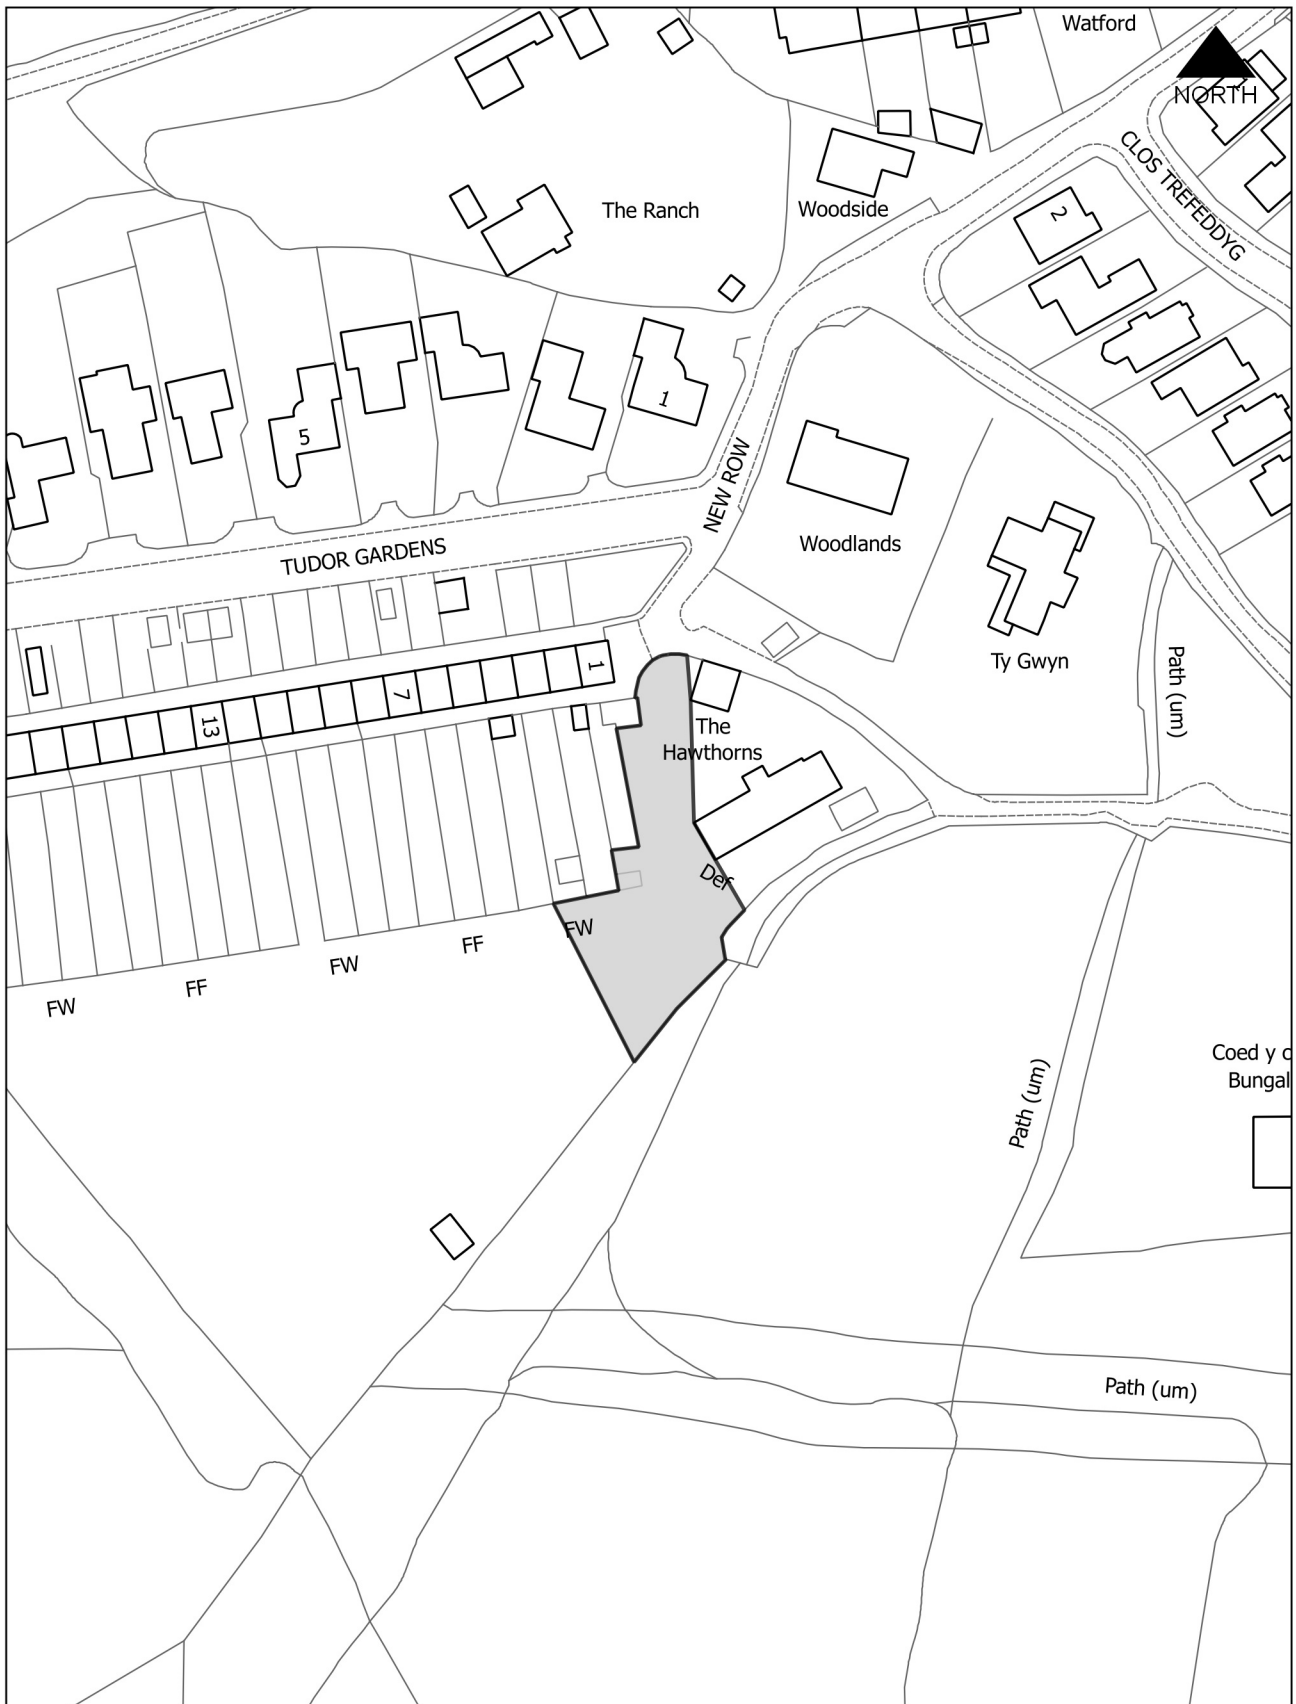 Watford
NORTH
CLOS TREFEDDYG
The Ranch
Woodside
2
1
5
NEW ROW
TUDOR GARDENS
Woodlands
Ty Gwyn
Path (um)
1
7
13
The
Hawthorns
Def
FW
FF
FW
FF
FW
Coed y
Bungal
Path (um)
Path (um)